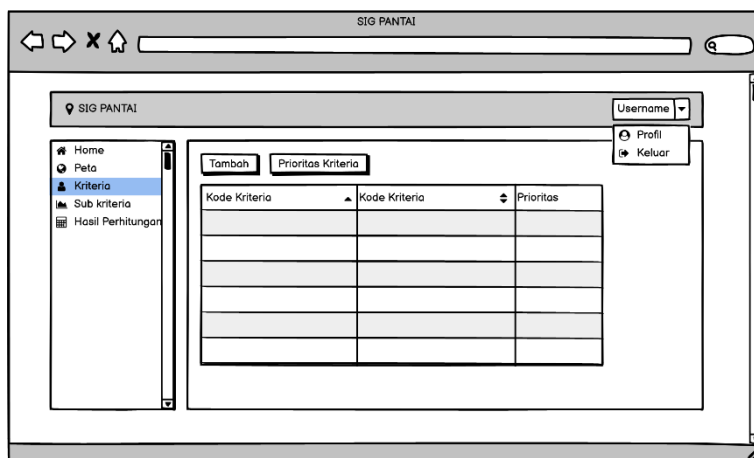 SIG PANTAI
SIG PANTAI
Username
Profil
Keluar
Home
Peta
Kriteria
Sub kriteria
Hasil Perhitungan
Tambah
Prioritas Kriteria
Kode Kriteria Kode Kriteria Prioritas